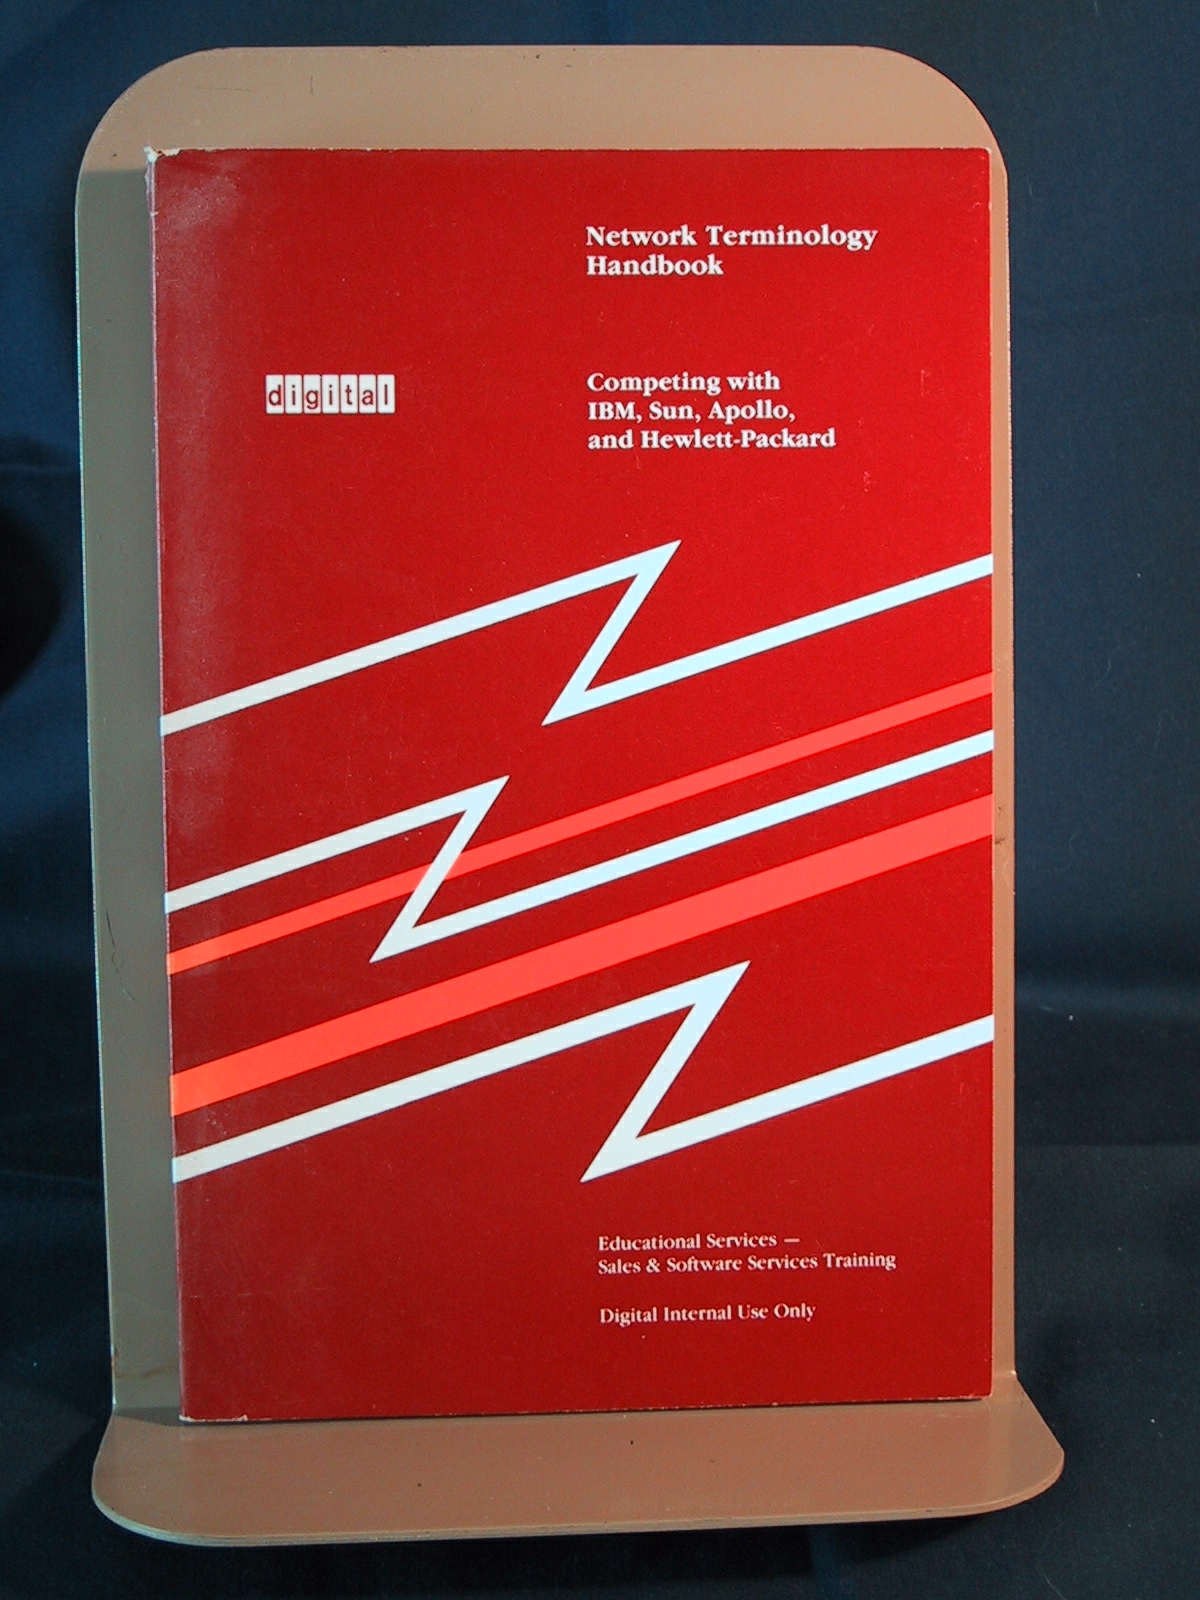 Network Terminology
Handbook
digital
Competing with
IBM, Sun, Apollo,
and Hewlett-Packard
Educational Services —
Sales & Software Services Training
Digital Internal Use Only